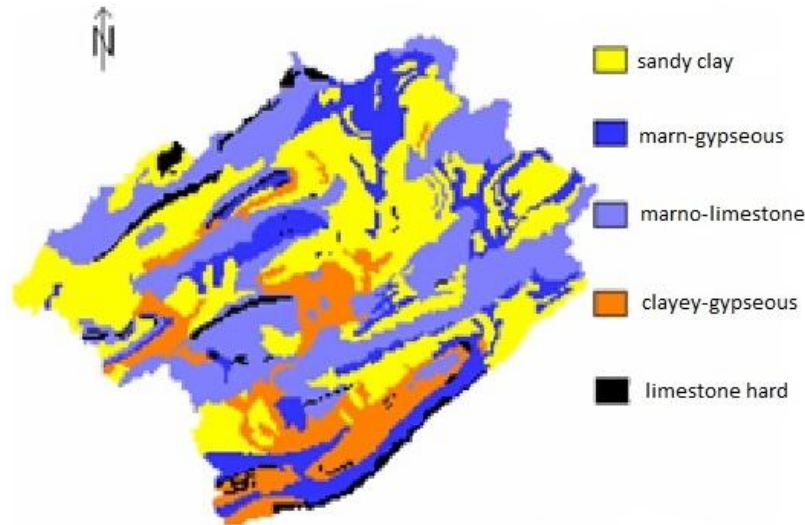 N
sandy clay
marn-gypseous
marno-limestone
clayey-gypseous
limestone hard